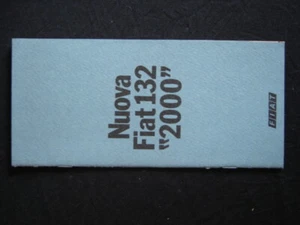 Nuova
Fiat 132
“2000”
FIAT